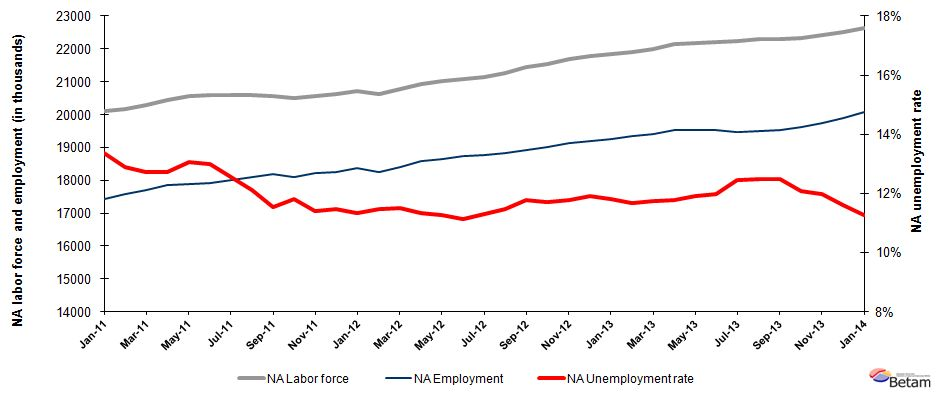 NA labor force and employment (in thousands)
23000
22000
21000
20000
19000
18000
17000
16000
15000
14000
18%
16%
14%
12%
10%
8%
NA unemployment rate
Jan-11
Mar-11
May-11
Jul-11
Sep-11
Nov-11
Jan-12
Mar-12
May-12
Jul-12
Sep-12
Nov-12
Jan-13
Mar-13
May-13
Jul-13
Sep-13
Nov-13
Jan-14
NA Labor force
NA Employment
NA Unemployment rate
Betam